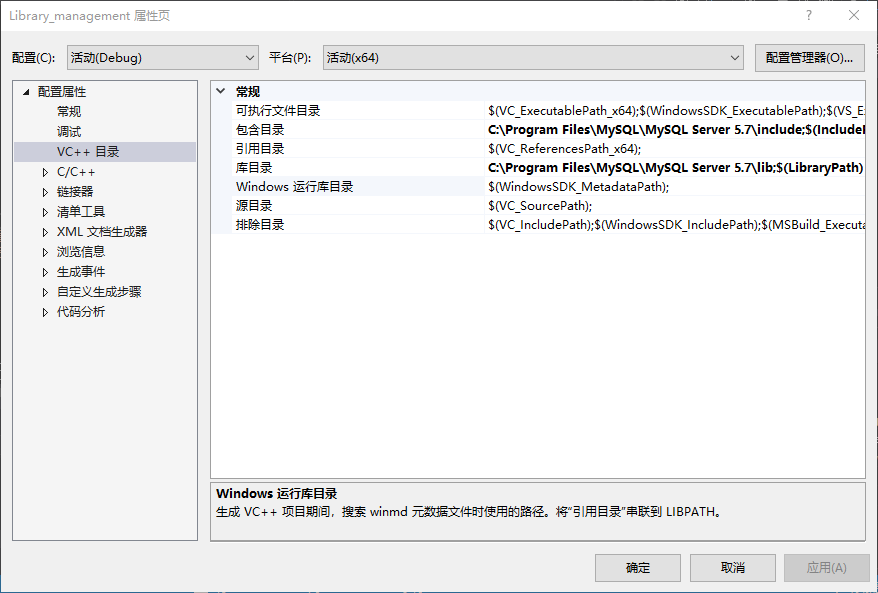 Library_management 属性页
?
配置(C):
活动(Debug)
平台(P):
活动(x64)
配置管理器(O)...
配置属性
常规
调试
VC++ 目录
C/C++
链接器
清单工具
XML 文档生成器
浏览信息
生成事件
自定义生成步骤
代码分析
常规
可执行文件目录 $(VC_ExecutablePath_x64);$(WindowsSDK_ExecutablePath);$(VS_E
包含目录 C:\Program Files\MySQL\MySQL Server 5.7\include;$(Include
引用目录 $(VC_ReferencesPath_x64);
库目录 C:\Program Files\MySQL\MySQL Server 5.7\lib;$(LibraryPath)
Windows 运行库目录 $(WindowsSDK_MetadataPath);
源目录 $(VC_SourcePath);
排除目录 $(VC_IncludePath);$(WindowsSDK_IncludePath);$(MSBuild_Executa
Windows 运行库目录
生成 VC++ 项目期间，搜索 winmd 元数据文件时使用的路径。将“引用目录”串联到 LIBPATH。
确定
取消
应用(A)